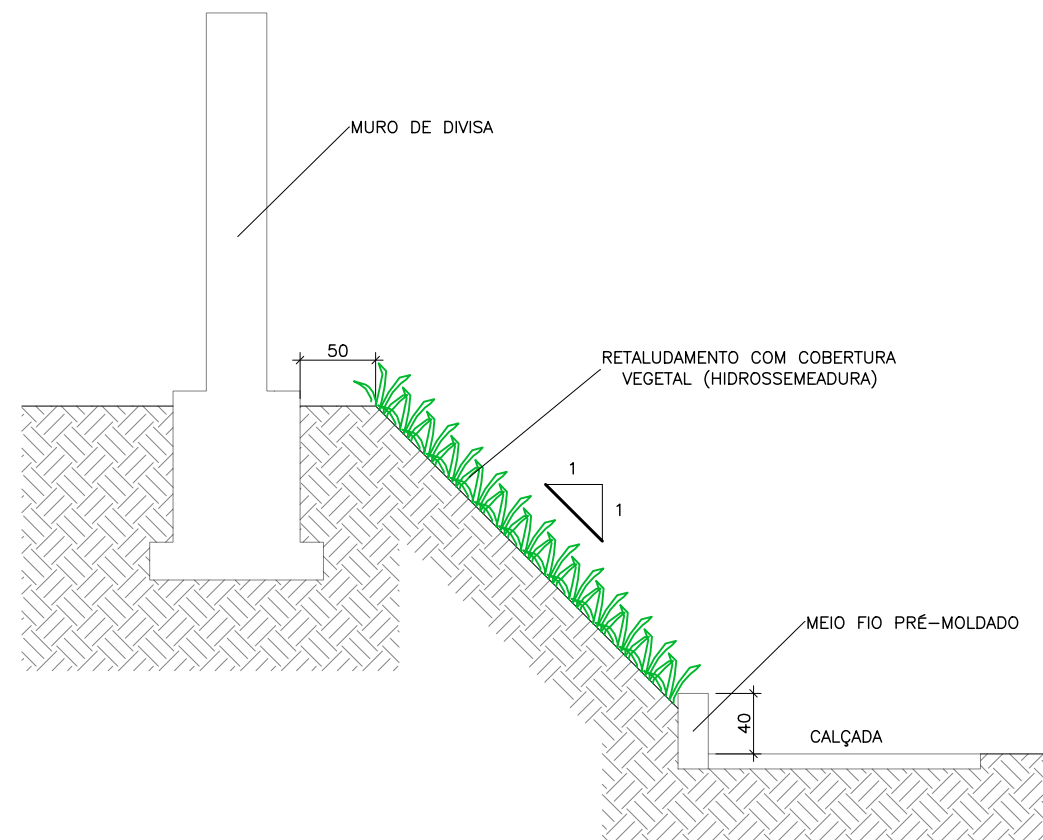 MURO DE DIVISA
50
RETALUDAMENTO COM COBERTURA
VEGETAL (HIDROSSEMEADURA)
1
1
MEIO FIO PRÉ-MOLDADO
40
CALÇADA